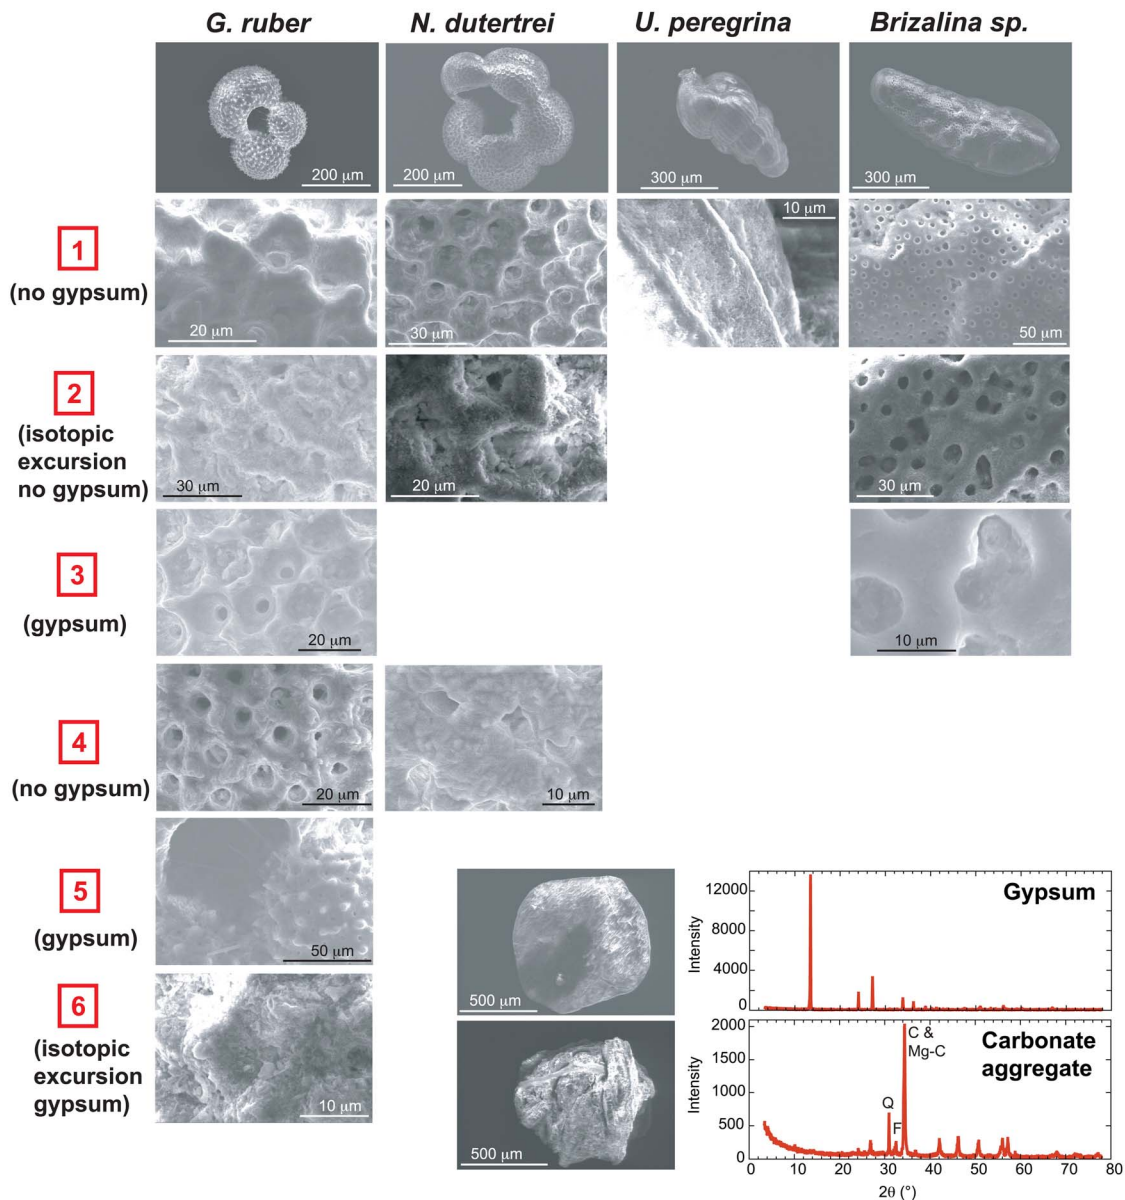 G. ruber
N. dutertrei
U. peregrina
Brizalina sp.
200 μm
200 μm
300 μm
300 μm
1
(no gypsum)
20 μm
30 μm
10 μm
50 μm
2
(isotopic
excursion
no gypsum)
30 μm
20 μm
30 μm
3
(gypsum)
20 μm
10 μm
4
(no gypsum)
20 μm
10 μm
5
(gypsum)
50 μm
6
(isotopic
excursion
gypsum)
10 μm
500 μm
500 μm
Gypsum
Intensity
12000
8000
4000
0
Carbonate
aggregate
C &
Mg-C
Q
F
Intensity
2000
1500
1000
500
0
0 10 20 30 40 50 60 70 80
2θ (°)